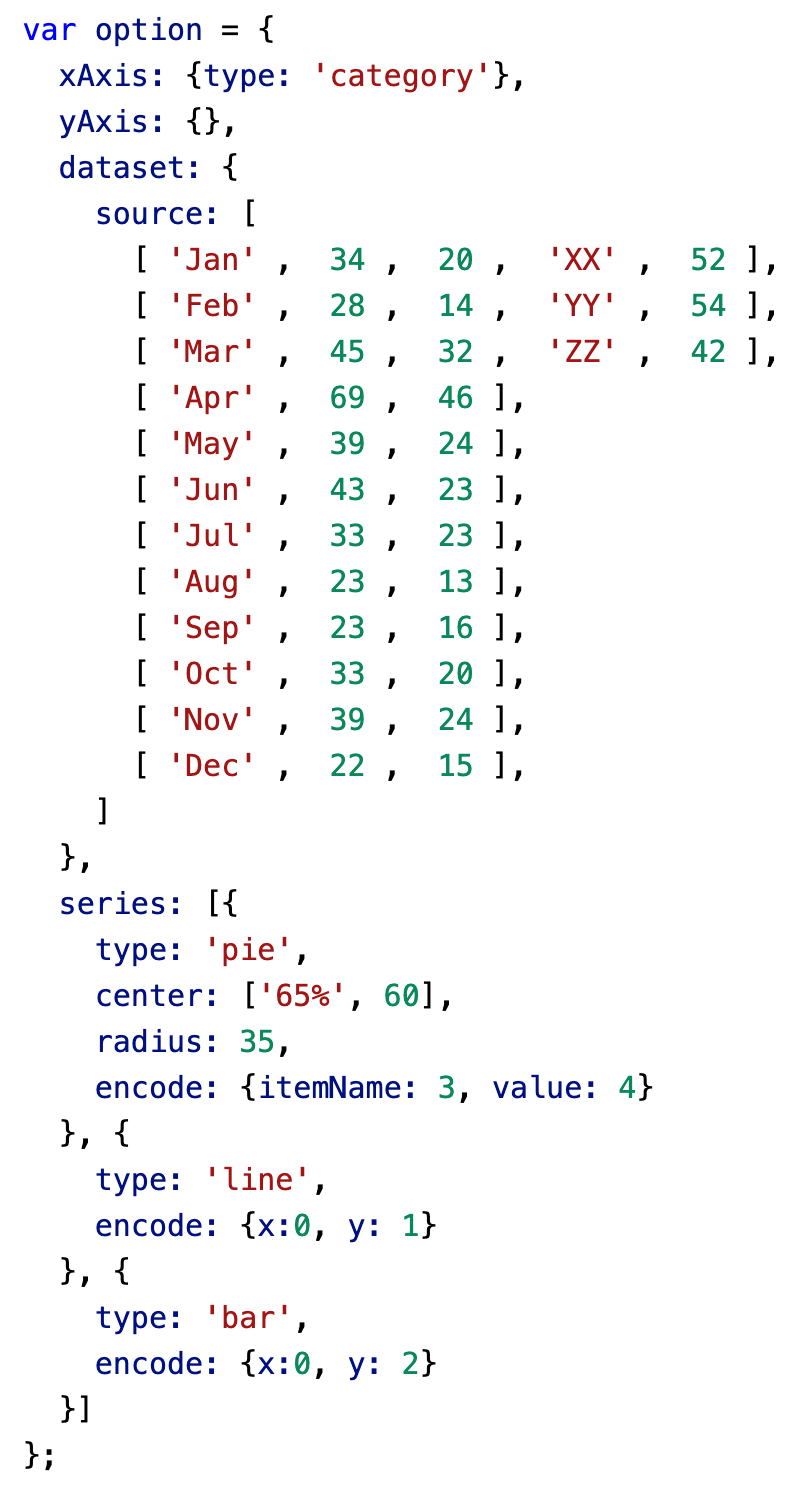 var option = {
  xAxis: {type: 'category'},
  yAxis: {},
  dataset: {
    source: [
      [ 'Jan' ,  34 ,  20 ,  'XX' ,  52 ],
      [ 'Feb' ,  28 ,  14 ,  'YY' ,  54 ],
      [ 'Mar' ,  45 ,  32 ,  'ZZ' ,  42 ],
      [ 'Apr' ,  69 ,  46 ],
      [ 'May' ,  39 ,  24 ],
      [ 'Jun' ,  43 ,  23 ],
      [ 'Jul' ,  33 ,  23 ],
      [ 'Aug' ,  23 ,  13 ],
      [ 'Sep' ,  23 ,  16 ],
      [ 'Oct' ,  33 ,  20 ],
      [ 'Nov' ,  39 ,  24 ],
      [ 'Dec' ,  22 ,  15 ],
    ]
  },
  series: [{
    type: 'pie',
    center: ['65%', 60],
    radius: 35,
    encode: {itemName: 3, value: 4}
  }, {
    type: 'line',
    encode: {x:0, y: 1}
  }, {
    type: 'bar',
    encode: {x:0, y: 2}
  }]
};